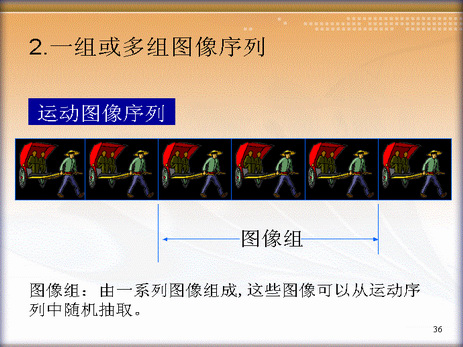 2.一组或多组图像序列
运动图像序列
图像组
图像组：由一系列图像组成,这些图像可以从运动序
列中随机抽取。
36